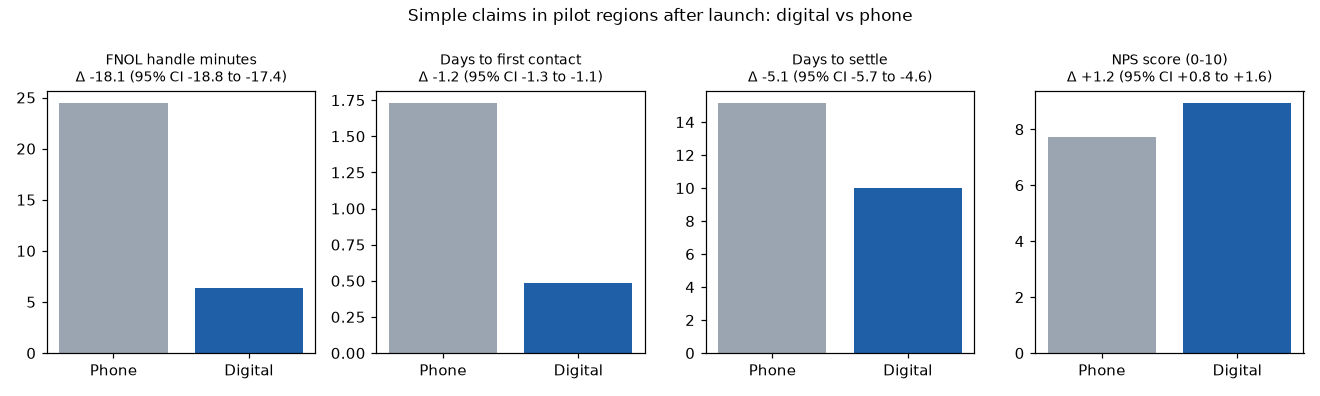 Simple claims in pilot regions after launch: digital vs phone
FNOL handle minutes
Δ -18.1 (95% CI -18.8 to -17.4)
25
20
15
10
5
0
Phone
Digital
Days to first contact
Δ -1.2 (95% CI -1.3 to -1.1)
1.75
1.50
1.25
1.00
0.75
0.50
0.25
0.00
Phone
Digital
Days to settle
Δ -5.1 (95% CI -5.7 to -4.6)
14
12
10
8
6
4
2
0
Phone
Digital
NPS score (0-10)
Δ +1.2 (95% CI +0.8 to +1.6)
8
6
4
2
0
Phone
Digital